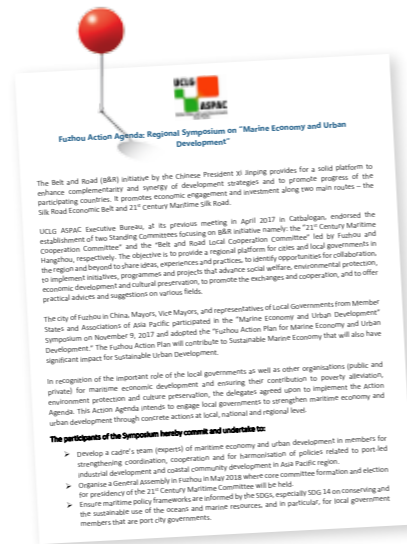 UCLG
ASPAC
Fuzhou Action Agenda: Regional Symposium on "Marine Economy and Urban
Development"
The Belt and Road (B&R) initiative by the Chinese President Xi Jinping provides for a solid platform to
enhance complementarity and synergy of development strategies and to promote progress of the
participating countries. It promotes economic engagement and investment along two main routes – the
Silk Road Economic Belt and 21st Century Maritime Silk Road.
UCLG ASPAC Executive Bureau, at its previous meeting in April 2017 in Catbalogan, endorsed the
establishment of two Standing Committees focusing on B&R initiative namely: the "21st Century Maritime
Cooperation Committee" and the "Belt and Road Local Cooperation Committee" led by Fuzhou and
Hangzhou, respectively. The objective is to provide a regional platform for cities and local governments in
the region and beyond to share ideas, experiences and practices, to identify opportunities for collaboration,
to implement initiatives, programmes and projects that advance social welfare, environmental protection,
economic development and cultural preservation, to promote the exchanges and cooperation, and to offer
practical advices and suggestions on various fields.
The city of Fuzhou in China, Mayors, Vice Mayors, and representatives of Local Governments from Member
States and Associations of Asia Pacific participated in the "Marine Economy and Urban Development"
symposium on November 9, 2017 and adopted the "Fuzhou Action Plan for Marine Economy and Urban
Development." The Fuzhou Action Plan will contribute to Sustainable Marine Economy that will also have
significant impact for Sustainable Urban Development.
In recognition of the important role of the local governments as well as other organisations (public and
private) for maritime economic development and ensuring their contribution to poverty alleviation,
environment protection and culture preservation, the delegates agreed upon to implement the Action
Agenda. This Action Agenda intends to engage local governments to strengthen maritime economy and
urban development through concrete actions at local, national and regional level.
The participants of the Symposium hereby commit and undertake to:
➢ Develop a cadre's team (experts) of maritime economy and urban development in members for
strengthening coordination, cooperation and for harmonisation of policies related to port-led
industrial development and coastal community development in Asia Pacific region.
➢ Organise a General Assembly in Fuzhou in May 2018 where core committee formation and election
for presidency of the 21st Century Maritime Committee will be held.
➢ Ensure maritime policy frameworks are informed by the SDGs, especially SDG 14 on conserving and
the sustainable use of the oceans and marine resources, and in particular, for local government
members that are port city governments.